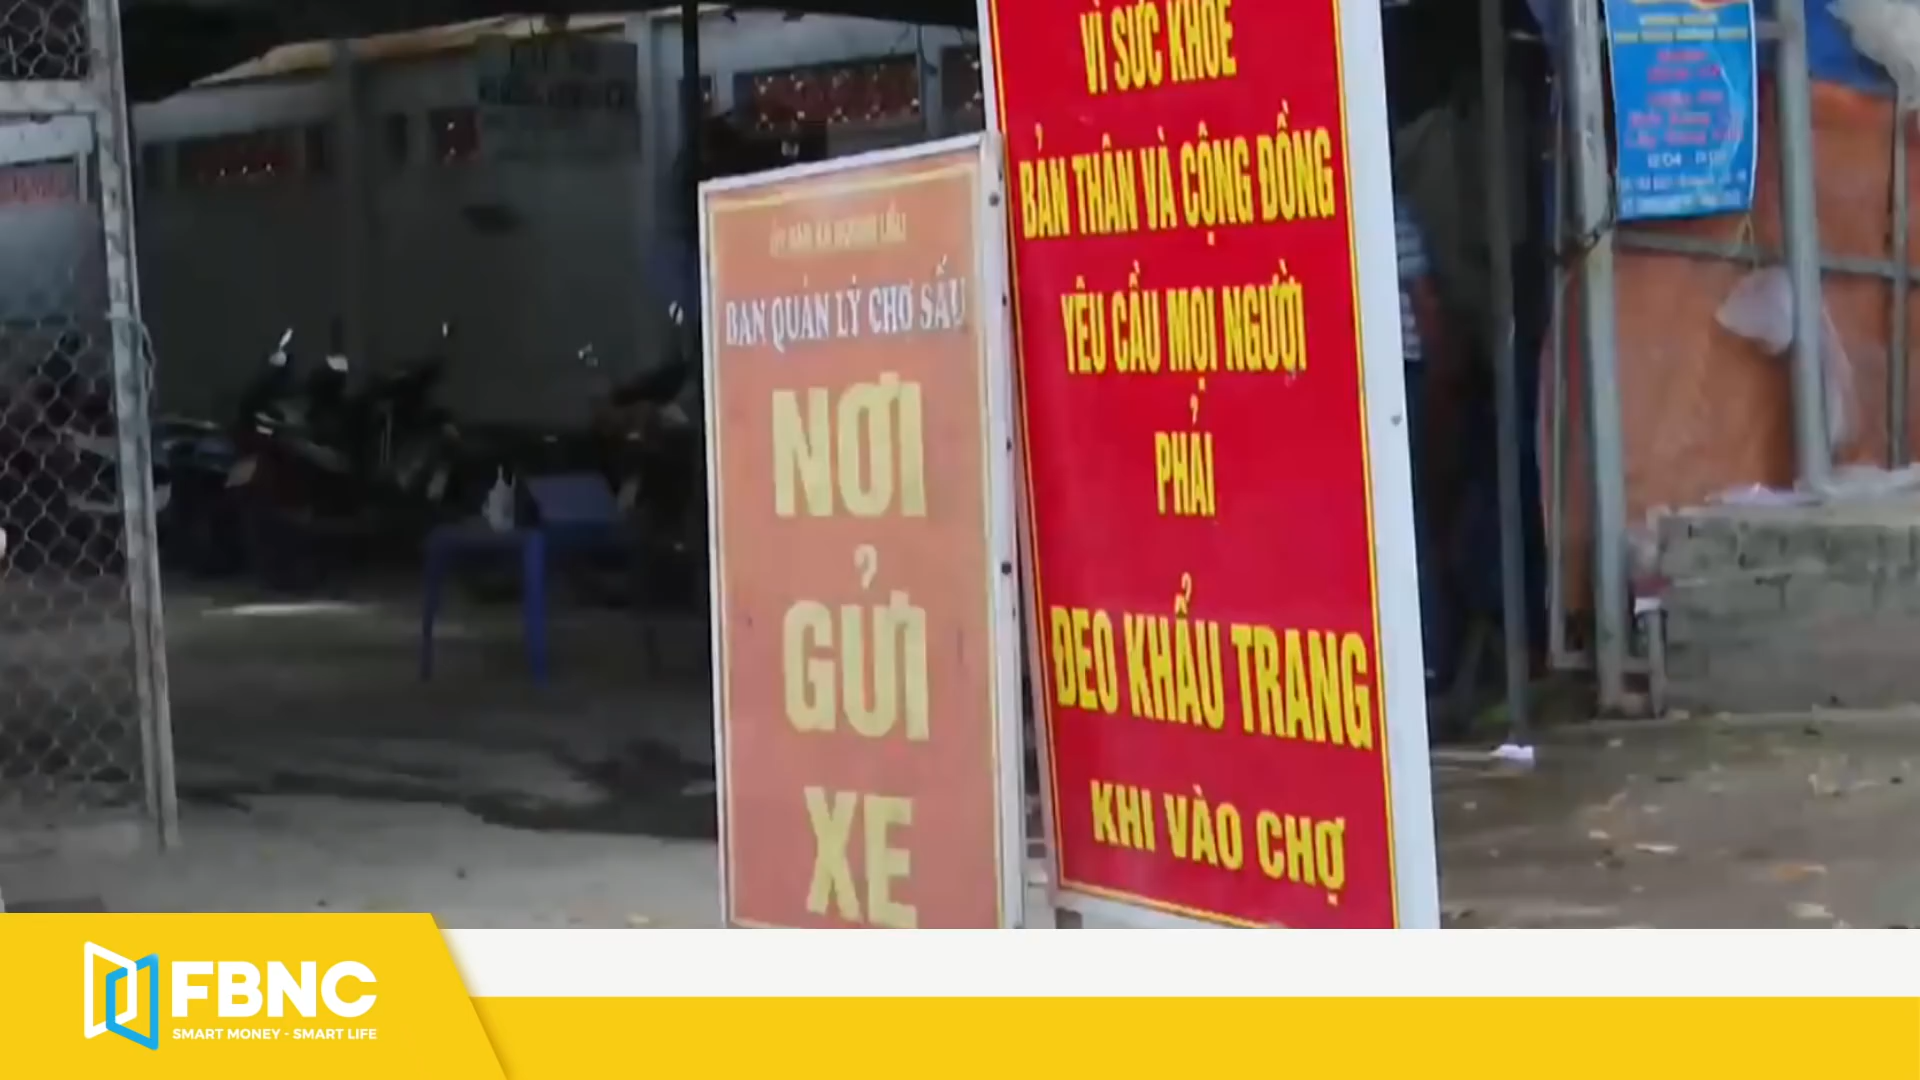 BAN QUẢN LÝ CHỢ SẤU
NƠI
GỬI
XE
VÌ SỨC KHỎE
BẢN THÂN VÀ CỘNG ĐỒNG
YÊU CẦU MỌI NGƯỜI
PHẢI
ĐEO KHẨU TRANG
KHI VÀO CHỢ
FBNC
SMART MONEY - SMART LIFE